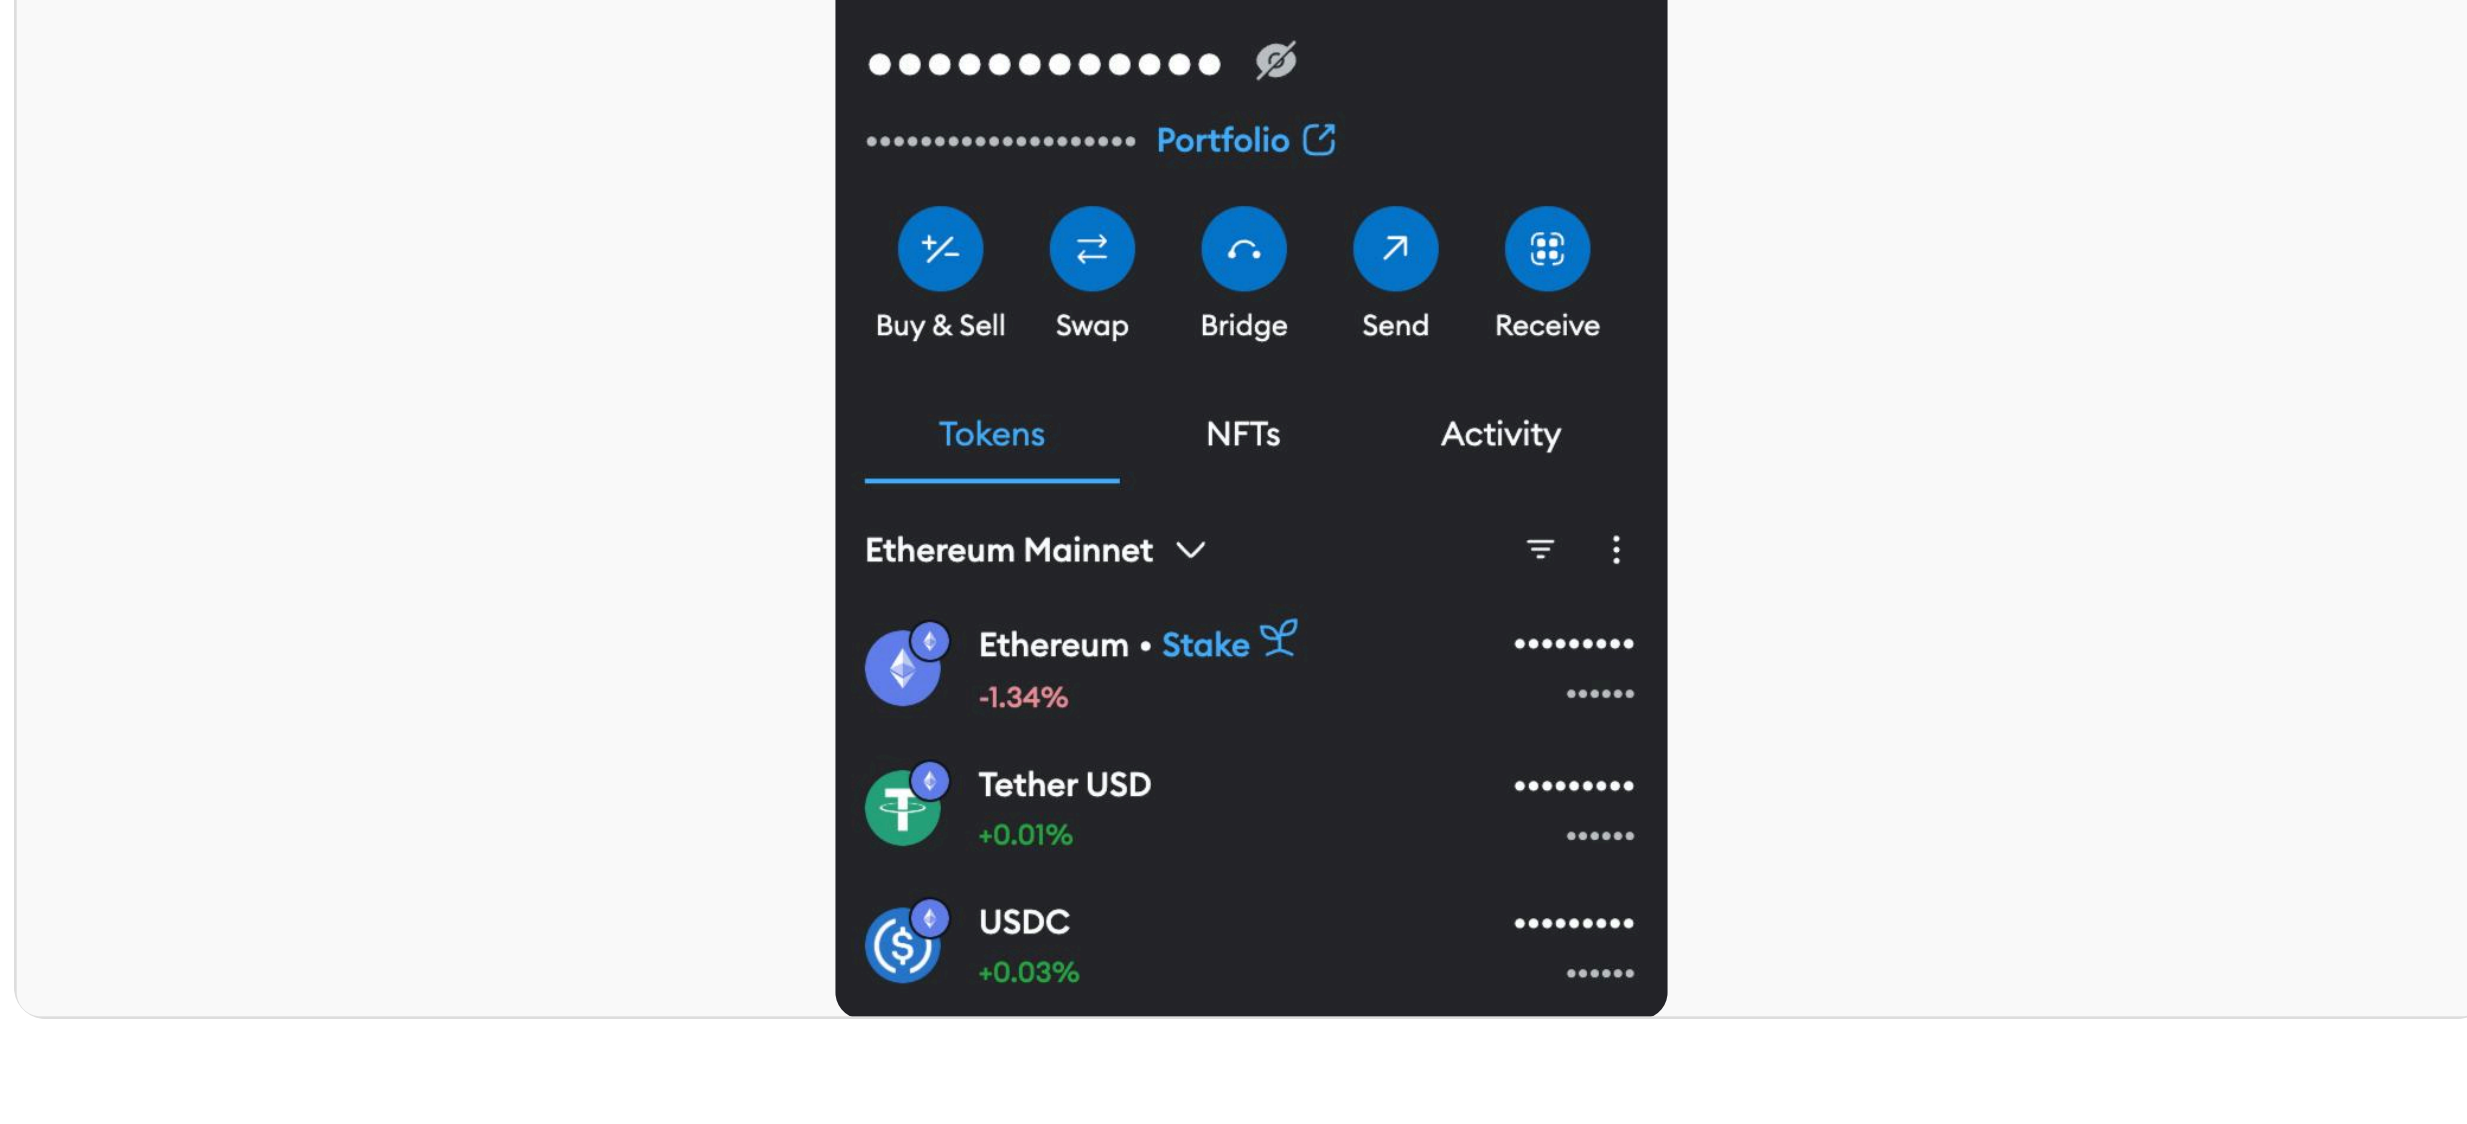 ●●●●●●●●●●●●
•••••••••••••••••••• Portfolio
Buy & Sell Swap Bridge Send Receive
Tokens NFTs Activity
Ethereum Mainnet
Ethereum • Stake •••••••••
-1.34% ••••••
Tether USD •••••••••
+0.01% ••••••
USDC •••••••••
+0.03% ••••••